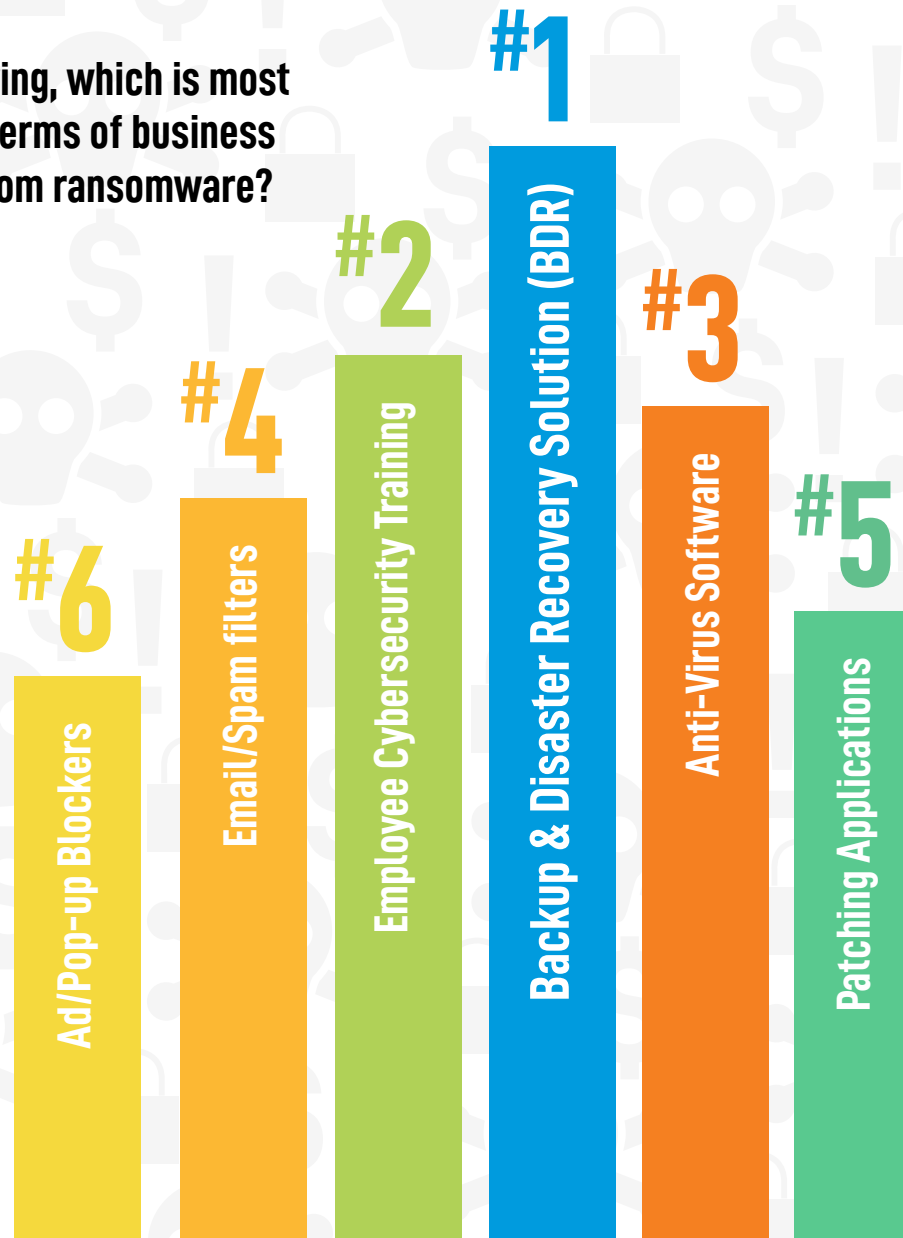 ing, which is most
erms of business
om ransomware?
#1
#2
#3
#4
#5
#6
Ad/Pop-up Blockers
Email/Spam filters
Employee Cybersecurity Training
Backup & Disaster Recovery Solution (BDR)
Anti-Virus Software
Patching Applications